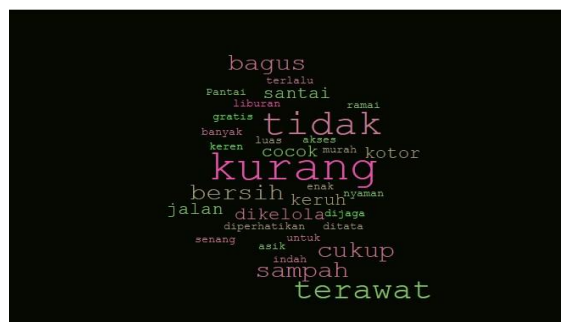 bagus
terlalu
Pantai santai
liburan ramai
gratis tidak
banyak
luas akses
keren cocok murah kotor
kurang
enak
bersih keruh nyaman
jalan dikelola dijaga
diperhatikan ditata
senang untuk
asik cukup
indah
sampah
terawat